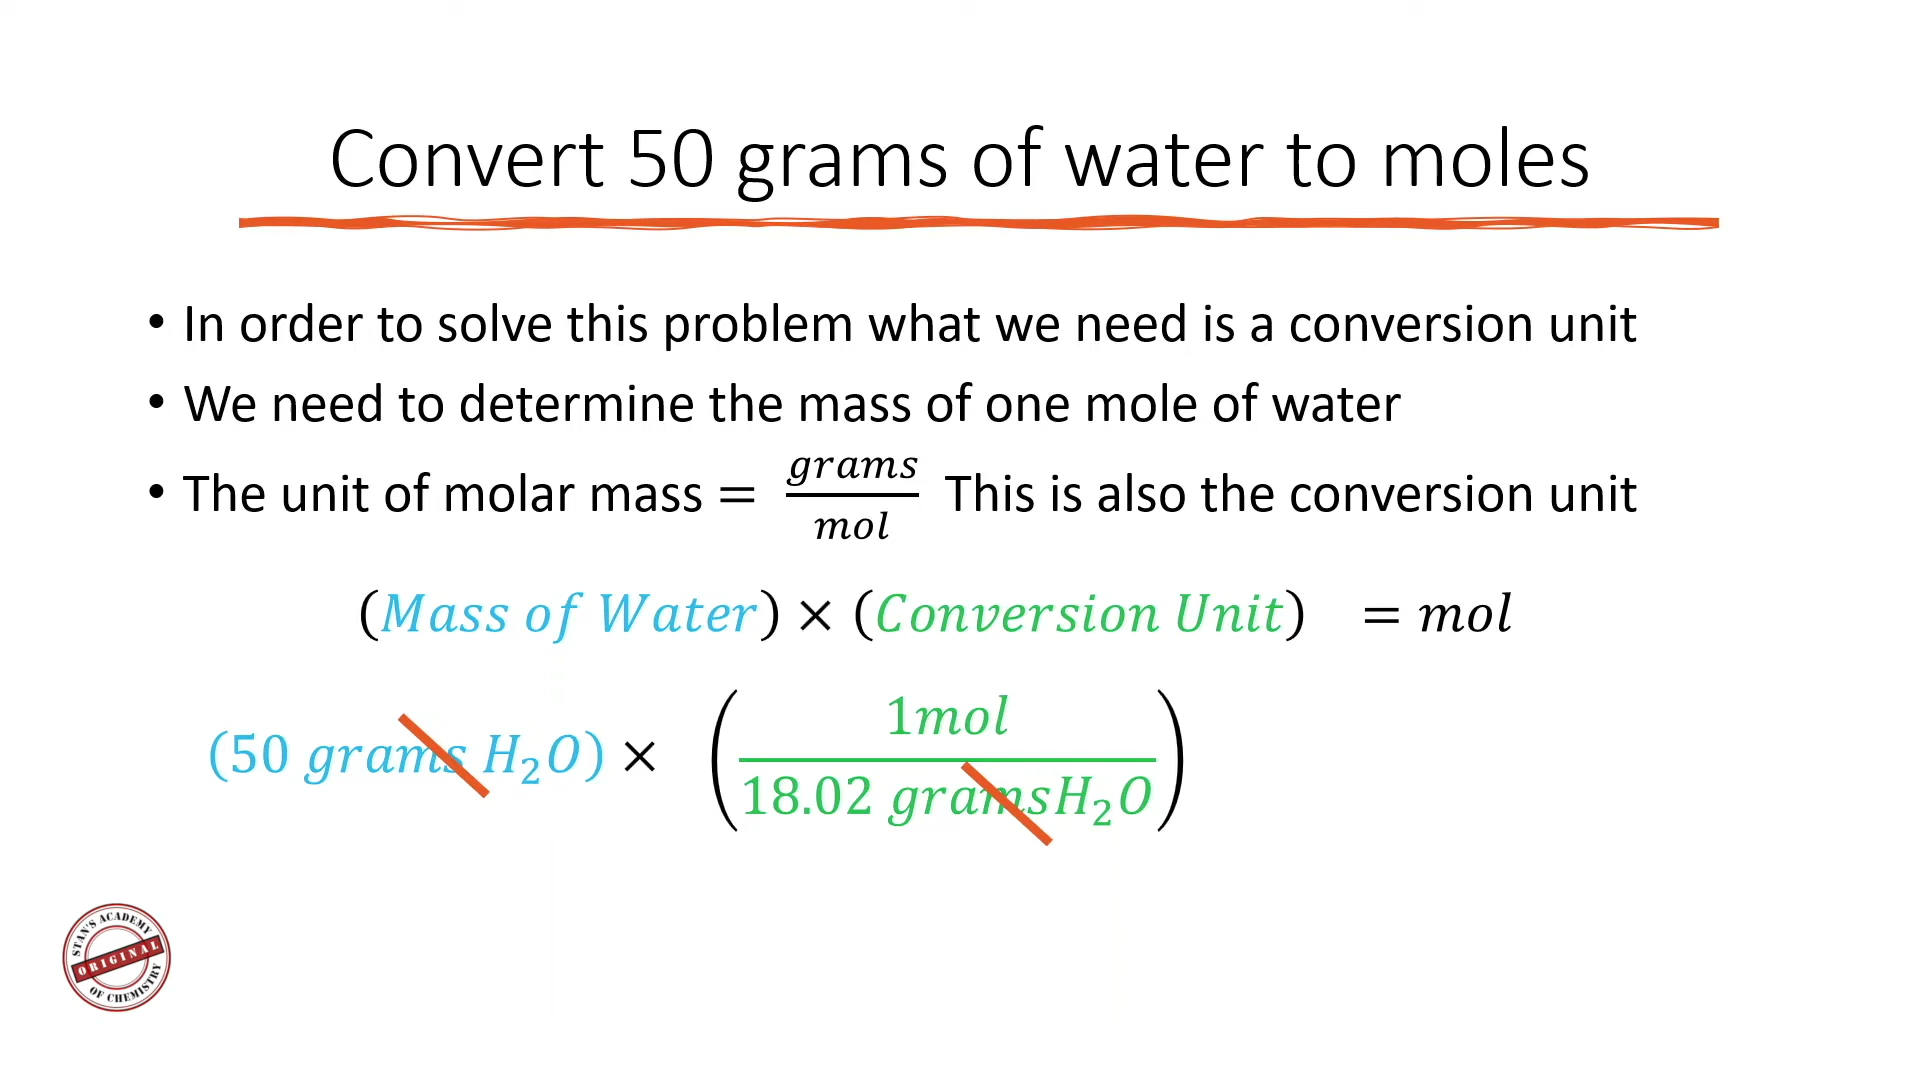 Convert 50 grams of water to moles
• In order to solve this problem what we need is a conversion unit
• We need to determine the mass of one mole of water
• The unit of molar mass = grams/mol This is also the conversion unit
(Mass of Water) × (Conversion Unit) = mol
(50 grams H₂O) × (1mol / 18.02 gramsH₂O)
STAN'S ACADEMY
ORIGINAL
OF CHEMISTRY